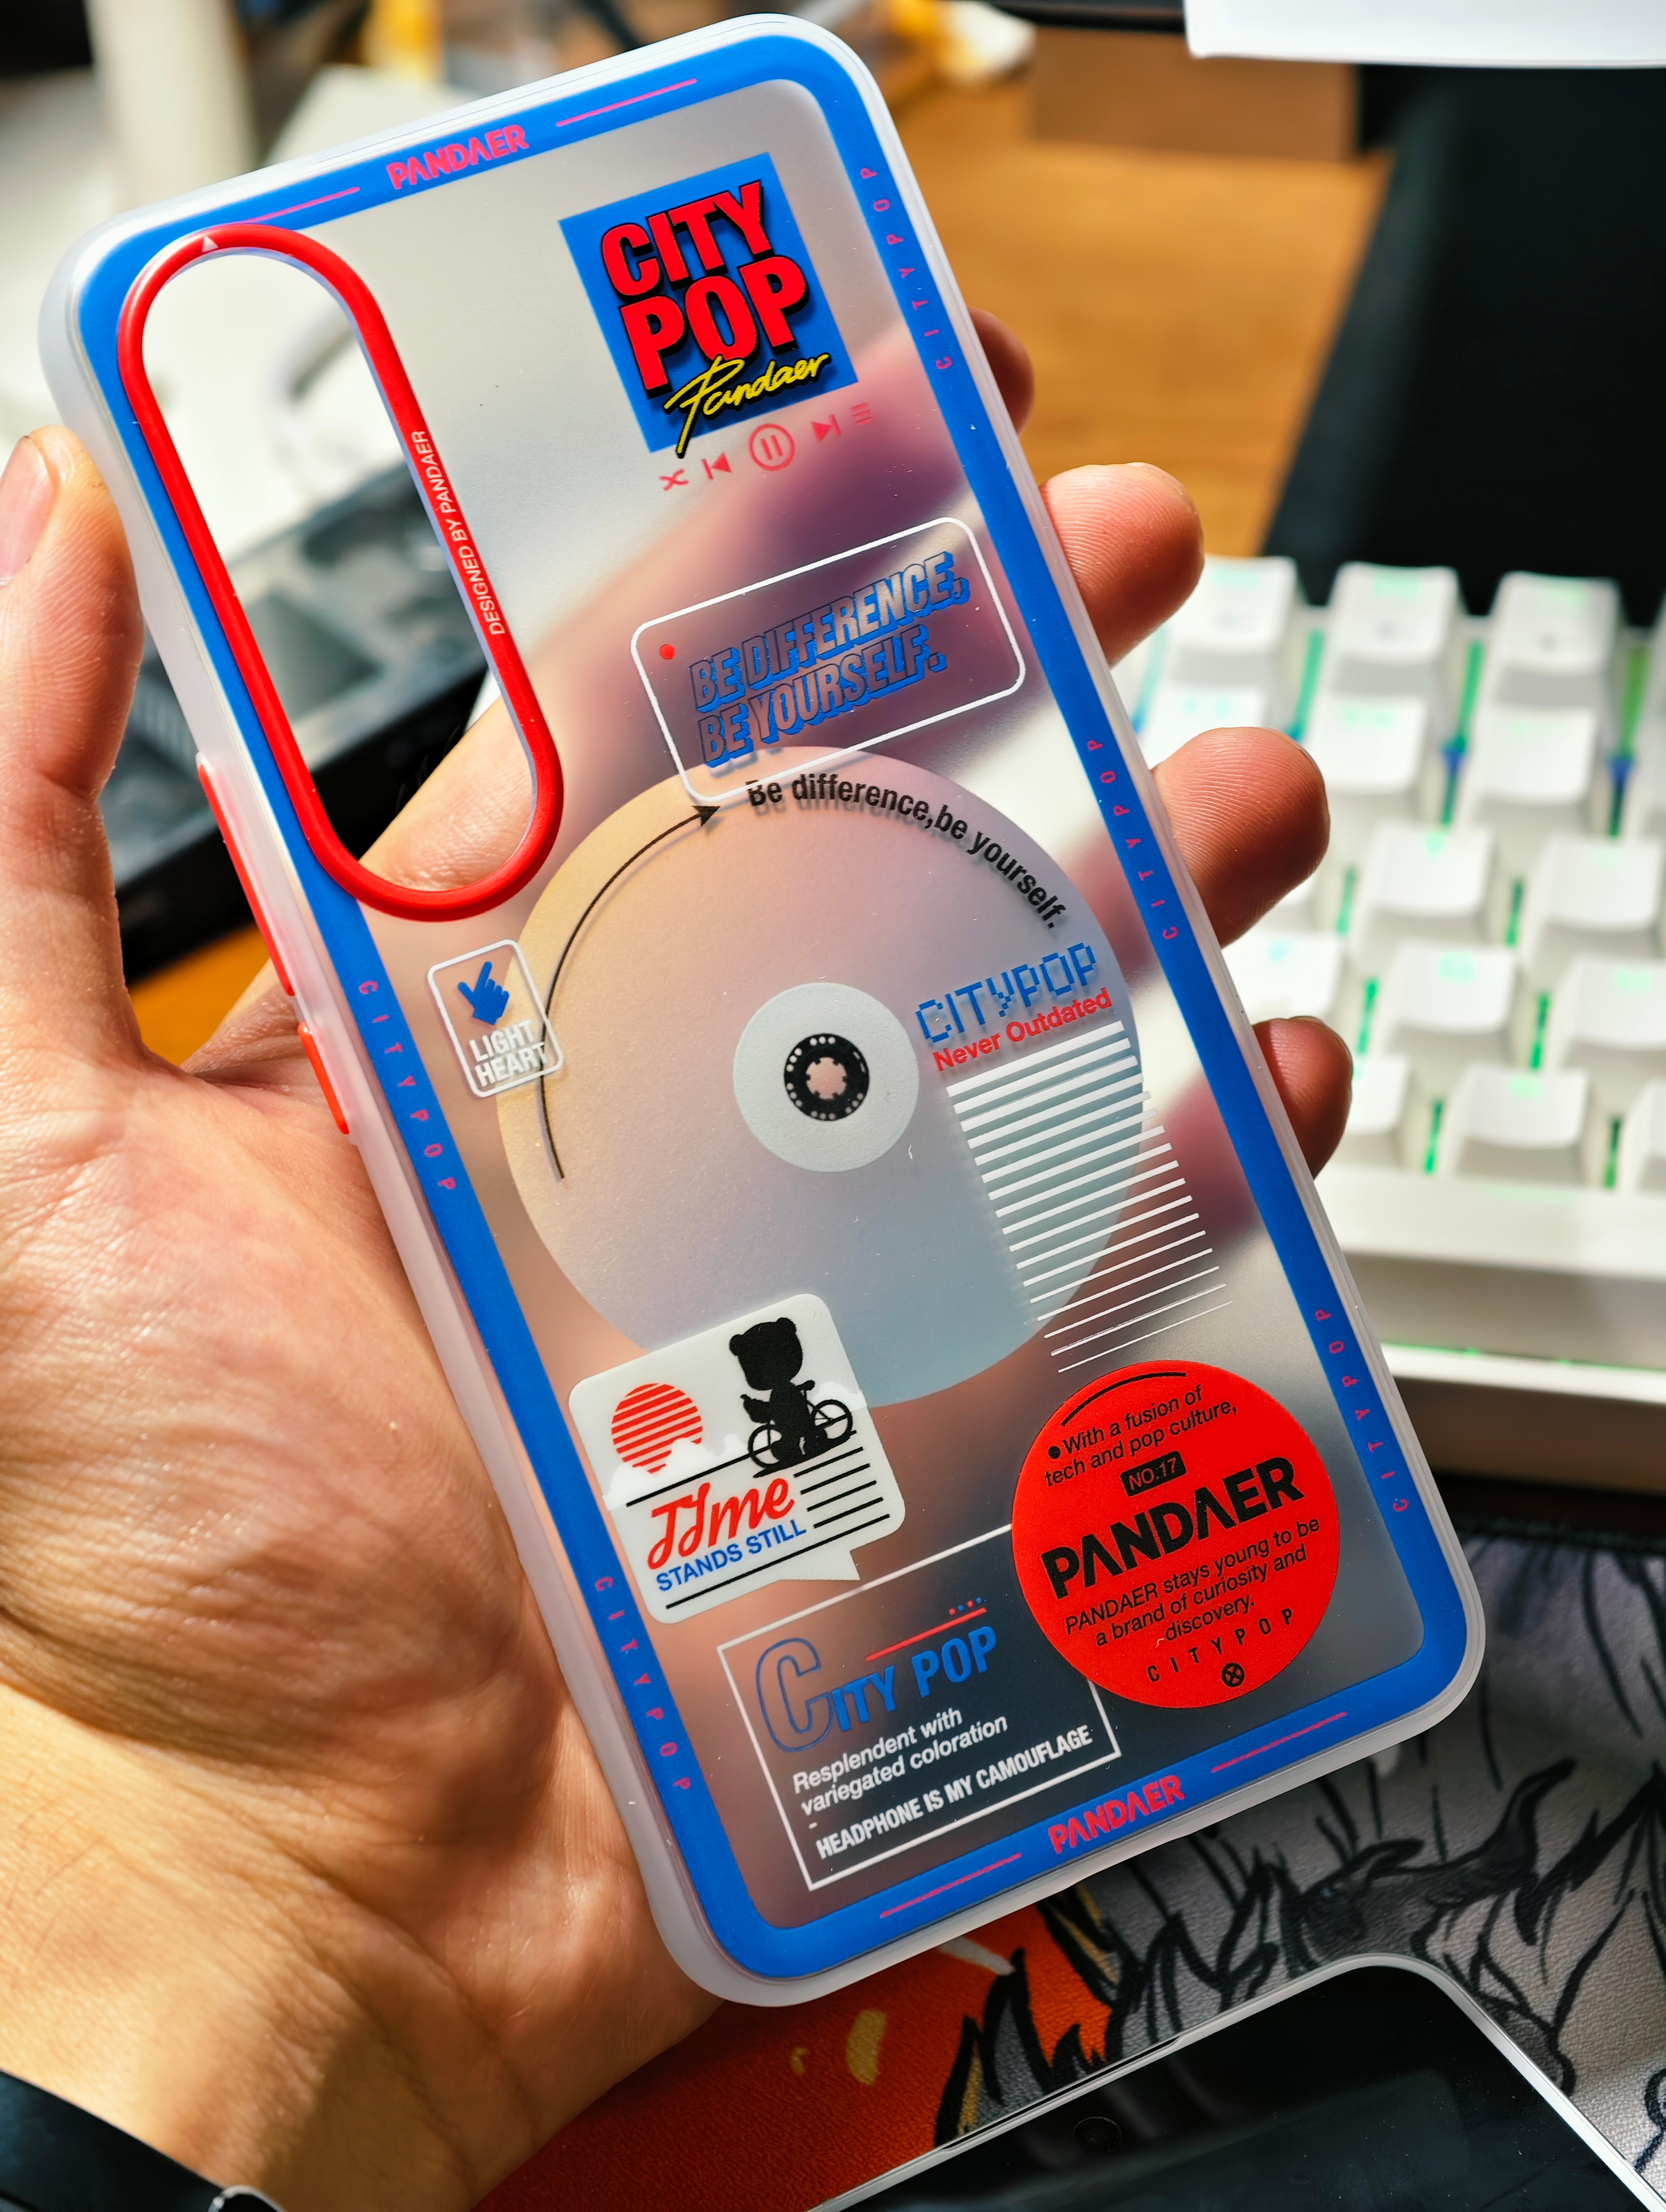 PANDAER
CITY
POP
Pandaer
DESIGNED BY PANDAER
CITYPOP
BE DIFFERENCE,
BE YOURSELF.
Be difference,be yourself.
CITYPOP
LIGHT
HEART
CITYPOP
Never Outdated
CITYPOP
CITYPOP
TIme
STANDS STILL
With a fusion of
tech and pop culture,
NO.17
PANDAER
PANDAER stays young to be
a brand of curiosity and
discovery.
CITYPOP
CITYPOP
CITY POP
Resplendent with
variegated coloration
-
HEADPHONE IS MY CAMOUFLAGE
PANDAER